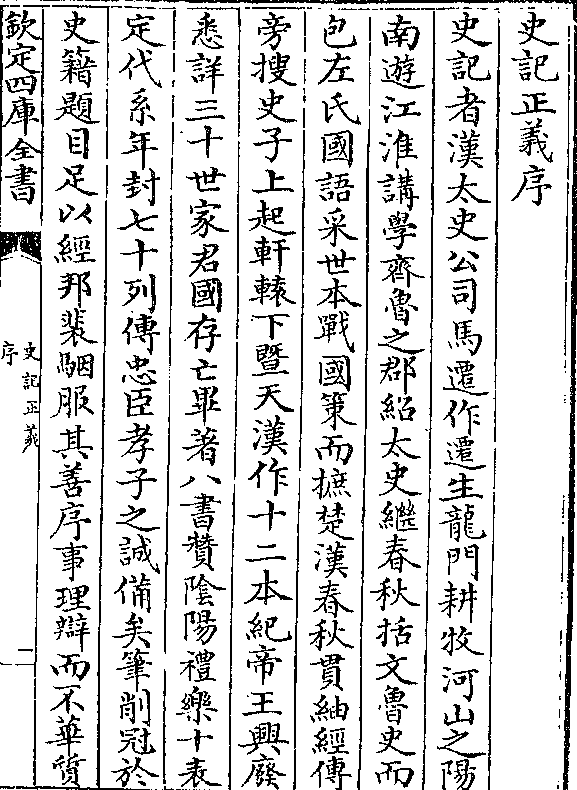 史記正義序
史記者漢太史公司馬遷作遷生龍門耕牧河山之陽
南遊江淮講學齊魯之郡紹太史繼春秋括文魯史而
包左氏國語采世本戰國策而摭楚漢春秋貫紬經傳
旁搜史子上起軒轅下暨天漢作十二本紀帝王興廢
悉詳三十世家君國存亡畢著八書贊陰陽禮樂十表
定代系年封七十列傳忠臣孝子之誠備矣筆削冠於
史籍題目足以經邦裴駰服其善序事理辯而不華質
欽定四庫全書
史記正義
序
一